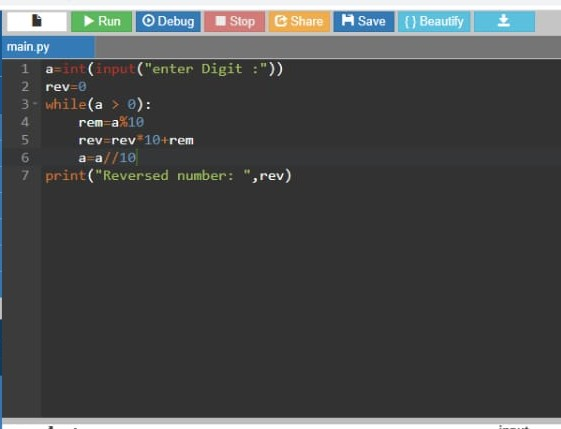 Run Debug Stop Share Save {} Beautify
main.py
1 a=int(input("enter Digit :"))
2 rev=0
3 while(a > 0):
4     rem=a%10
5     rev=rev*10+rem
6     a=a//10
7 print("Reversed number: ",rev)